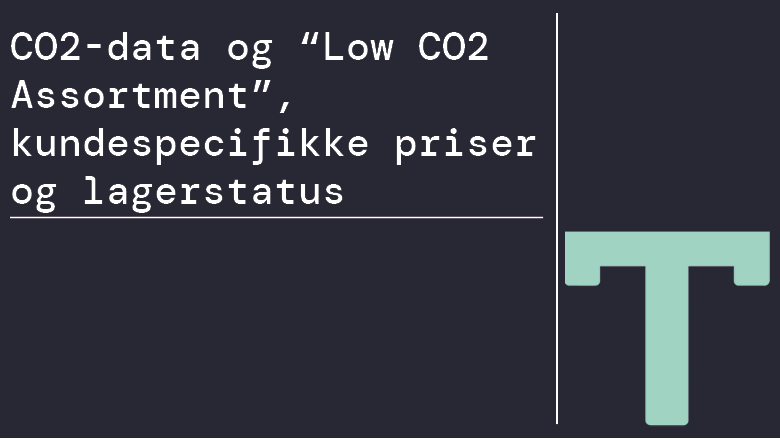 CO2-data og “Low CO2
Assortment”,
kundespecifikke priser
og lagerstatus
T